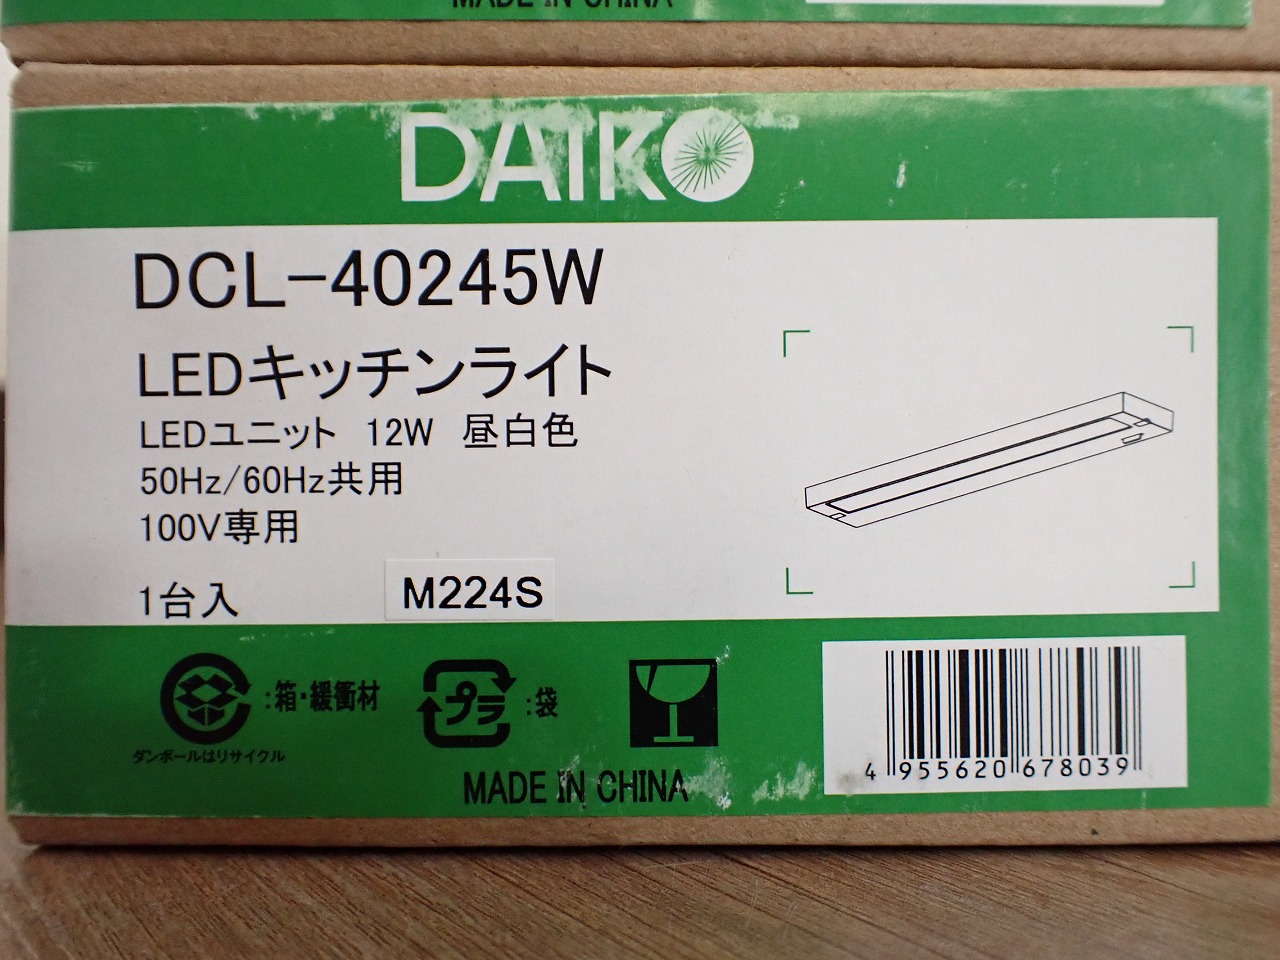 MADE IN CHINA
DAIKO
DCL-40245W
LEDキッチンライト
LEDユニット 12W 昼白色
50Hz/60Hz共用
100V専用
1台入
M224S
:箱・緩衝材
ダンボールはリサイクル
プラ
:袋
MADE IN CHINA
4 955620 678039